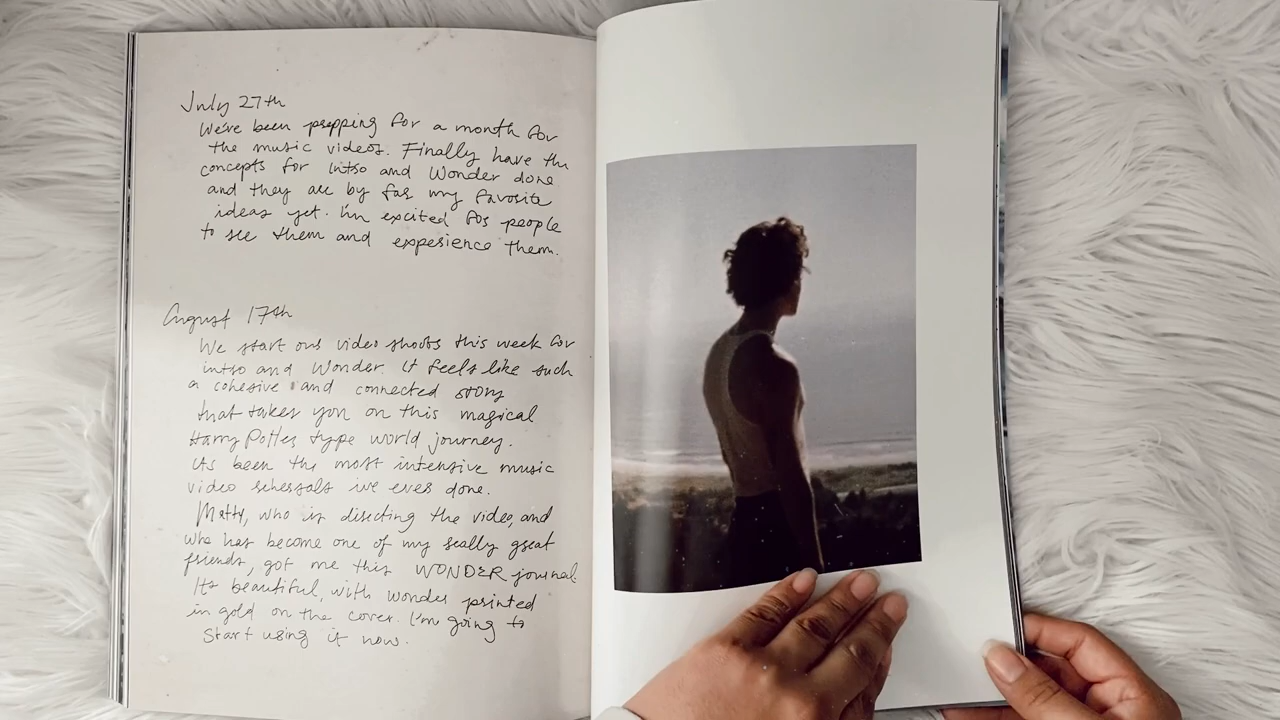 July 27th
We've been prepping for a month for
the music videos. Finally have the
concepts for Intro and Wonder done
and they are by far my favorite
ideas yet. I'm excited for people
to see them and experience them.
August 17th
We start our video shoots this week for
intro and Wonder. It feels like such
a cohesive and connected story
that takes you on this magical
Harry Potter type world journey.
Its been the most intensive music
video rehersals ive ever done.
Matty, who is directing the video, and
who has become one of my really great
friends, got me this WONDER journal.
Its beautiful, with wonder printed
in gold on the cover. I'm going to
start using it now.